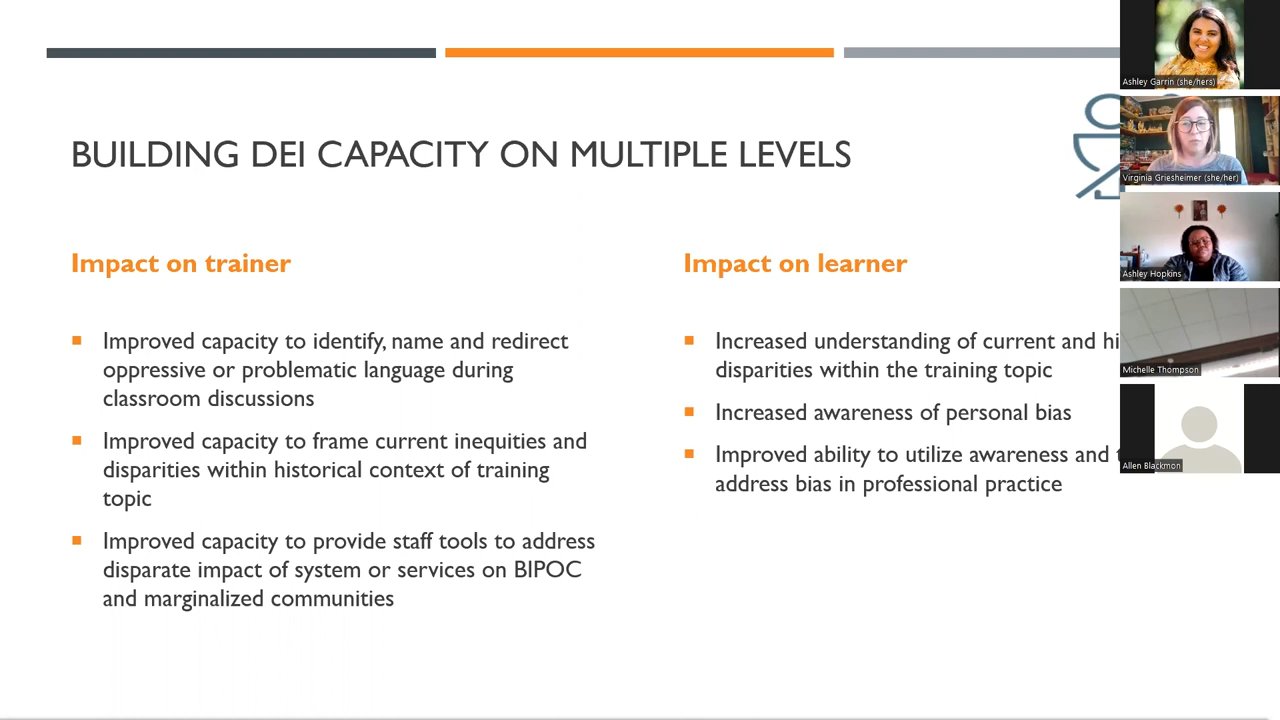 BUILDING DEI CAPACITY ON MULTIPLE LEVELS
Impact on trainer
Improved capacity to identify, name and redirect
oppressive or problematic language during
classroom discussions
Improved capacity to frame current inequities and
disparities within historical context of training
topic
Improved capacity to provide staff tools to address
disparate impact of system or services on BIPOC
and marginalized communities
Impact on learner
Increased understanding of current and
disparities within the training topic
Increased awareness of personal bias
Improved ability to utilize awareness and
address bias in professional practice
Ashley Garrin (she/hers)
Virginia Griesheimer (she/her)
Ashley Hopkins
Michelle Thompson
Allen Blackmon